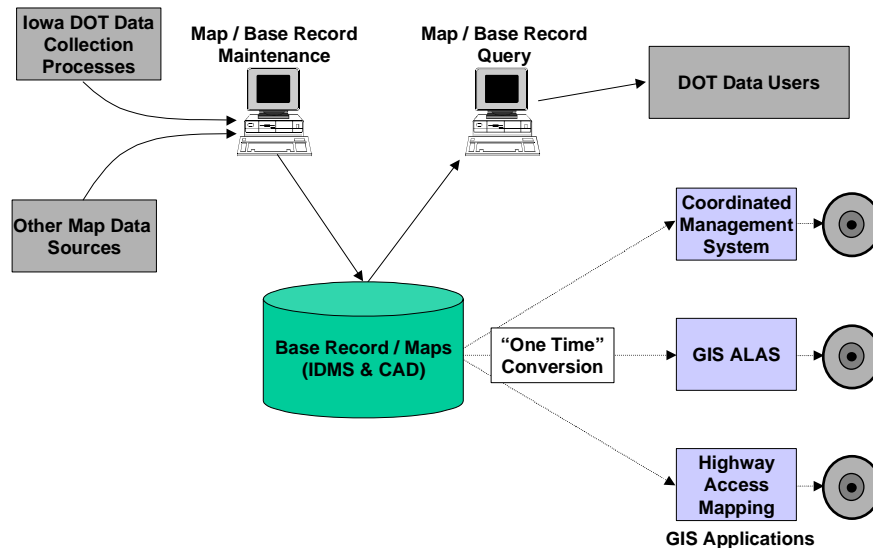 Iowa DOT Data
Collection
Processes
Map / Base Record
Maintenance
Map / Base Record
Query
DOT Data Users
Other Map Data
Sources
Coordinated
Management
System
Base Record / Maps
(IDMS & CAD)
“One Time”
Conversion
GIS ALAS
Highway
Access
Mapping
GIS Applications